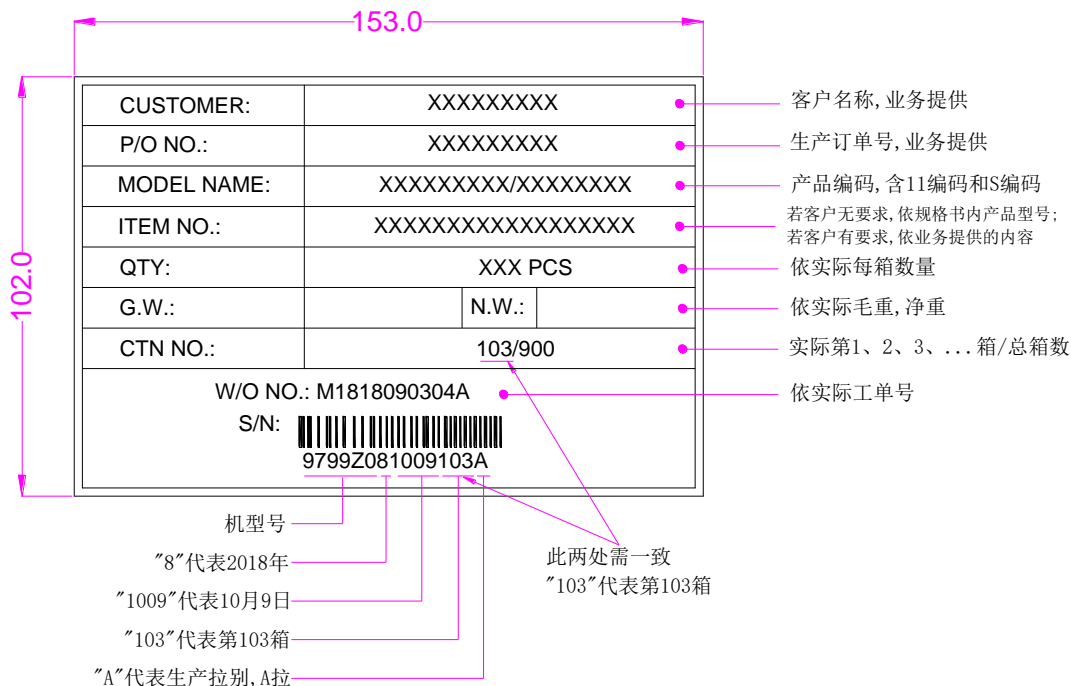 153.0
102.0
CUSTOMER: XXXXXXXXX 客户名称,业务提供
P/O NO.: XXXXXXXXX 生产订单号,业务提供
MODEL NAME: XXXXXXXXX/XXXXXXXX 产品编码,含11编码和S编码
ITEM NO.: XXXXXXXXXXXXXXXXXX 若客户无要求,依规格书内产品型号;
若客户有要求,依业务提供的内容
QTY: XXX PCS 依实际每箱数量
G.W.: N.W.: 依实际毛重,净重
CTN NO.: 103/900 实际第1、2、3、...箱/总箱数
W/O NO.: M1818090304A 依实际工单号
S/N:
9799Z081009103A
机型号
"8"代表2018年
"1009"代表10月9日
"103"代表第103箱
"A"代表生产拉别,A拉
此两处需一致
"103"代表第103箱